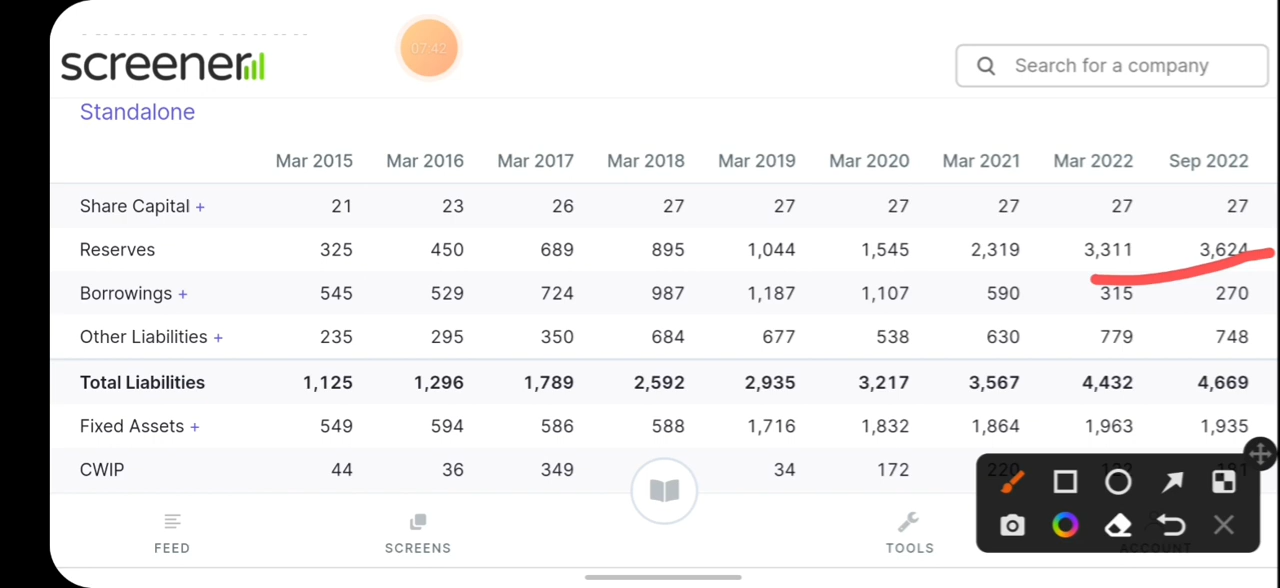 screener
07:42
Search for a company
Standalone
Mar 2015 Mar 2016 Mar 2017 Mar 2018 Mar 2019 Mar 2020 Mar 2021 Mar 2022 Sep 2022
Share Capital + 21 23 26 27 27 27 27 27 27
Reserves 325 450 689 895 1,044 1,545 2,319 3,311 3,624
Borrowings + 545 529 724 987 1,187 1,107 590 315 270
Other Liabilities + 235 295 350 684 677 538 630 779 748
Total Liabilities 1,125 1,296 1,789 2,592 2,935 3,217 3,567 4,432 4,669
Fixed Assets + 549 594 586 588 1,716 1,832 1,864 1,963 1,935
CWIP 44 36 349 34 172 220
FEED SCREENS TOOLS ACCOUNT